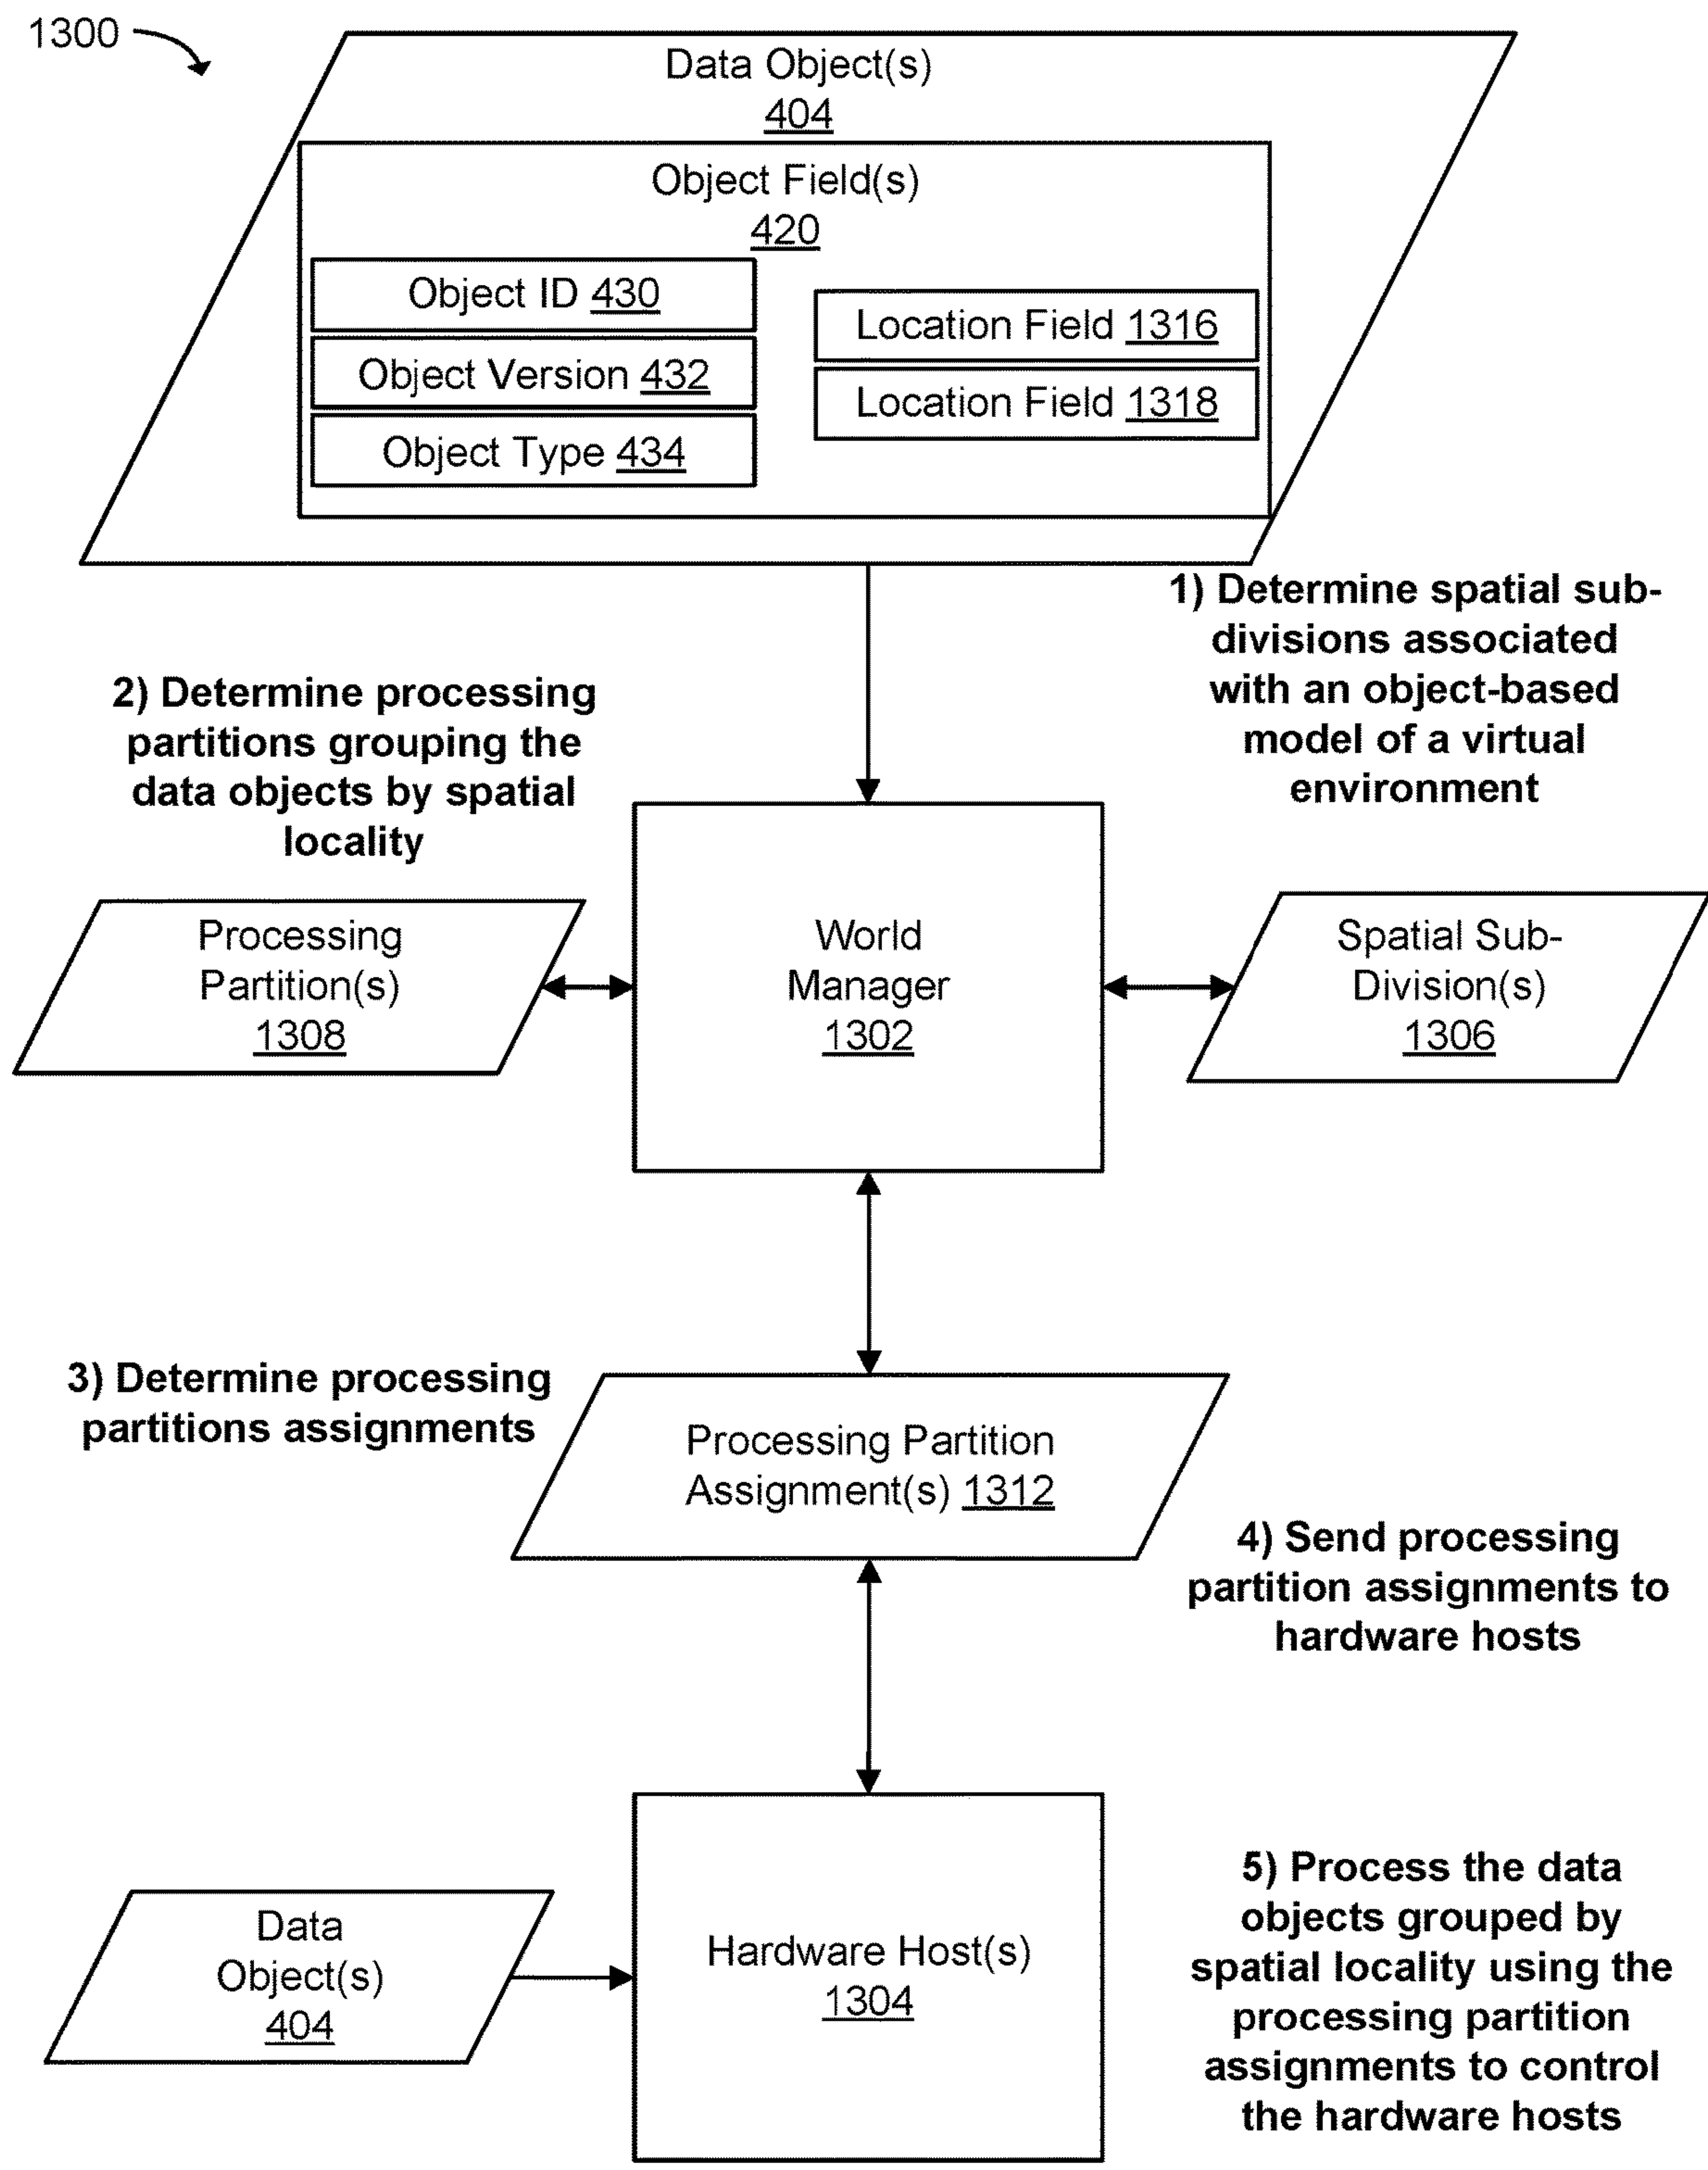 1300
Data Object(s)
404
Object Field(s)
420
Object ID 430
Object Version 432
Object Type 434
Location Field 1316
Location Field 1318
1) Determine spatial sub-
divisions associated
with an object-based
model of a virtual
environment
2) Determine processing
partitions grouping the
data objects by spatial
locality
Processing
Partition(s)
1308
World
Manager
1302
Spatial Sub-
Division(s)
1306
3) Determine processing
partitions assignments
Processing Partition
Assignment(s) 1312
4) Send processing
partition assignments to
hardware hosts
Data
Object(s)
404
Hardware Host(s)
1304
5) Process the data
objects grouped by
spatial locality using the
processing partition
assignments to control
the hardware hosts